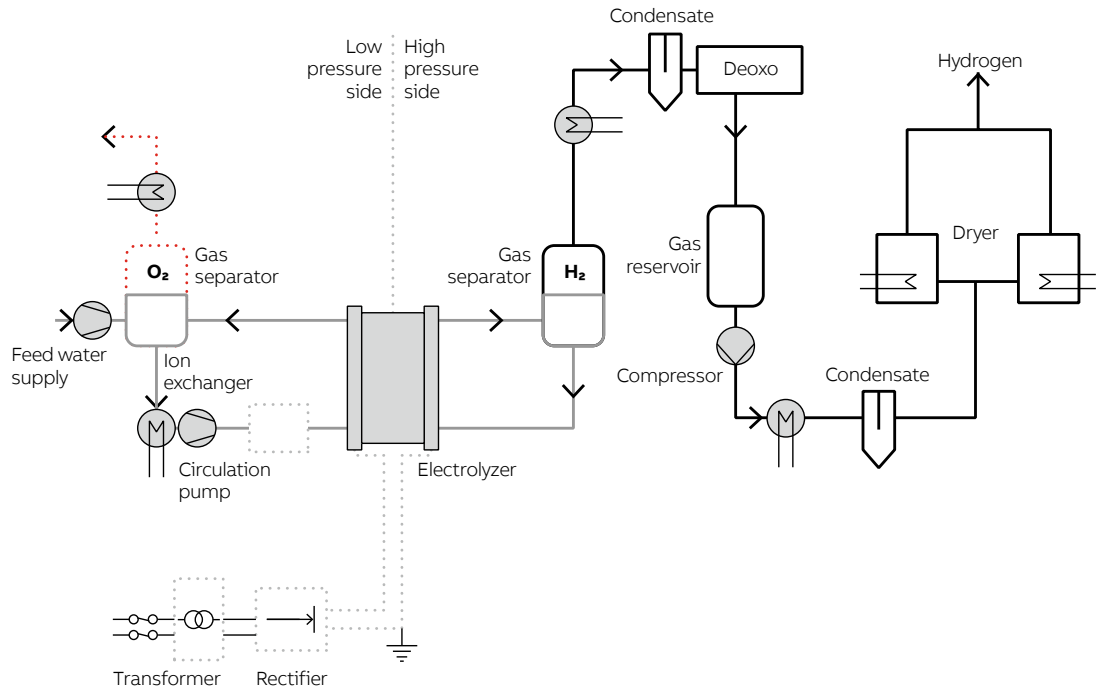 Condensate
Low
pressure
side
High
pressure
side
Deoxo
Hydrogen
O₂
Gas
separator
Gas
separator
H₂
Gas
reservoir
Dryer
Feed water
supply
Ion
exchanger
Compressor
Condensate
Circulation
pump
Electrolyzer
Transformer
Rectifier